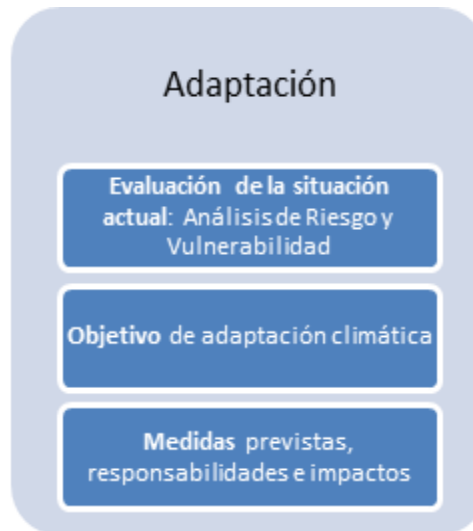 Adaptación
Evaluación de la situación
actual: Análisis de Riesgo y
Vulnerabilidad
Objetivo de adaptación climática
Medidas previstas,
responsabilidades e impactos